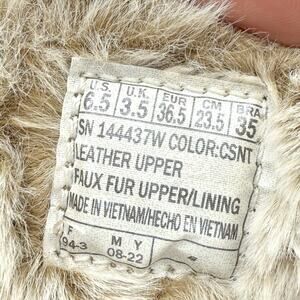 U.S. U.K. EUR CM BRA
6.5 3.5 36.5 23.5 35
SN 144437W COLOR:CSNT
LEATHER UPPER
FAUX FUR UPPER/LINING
MADE IN VIETNAM/HECHO EN VIETNAM
F M Y
94-3 08-22